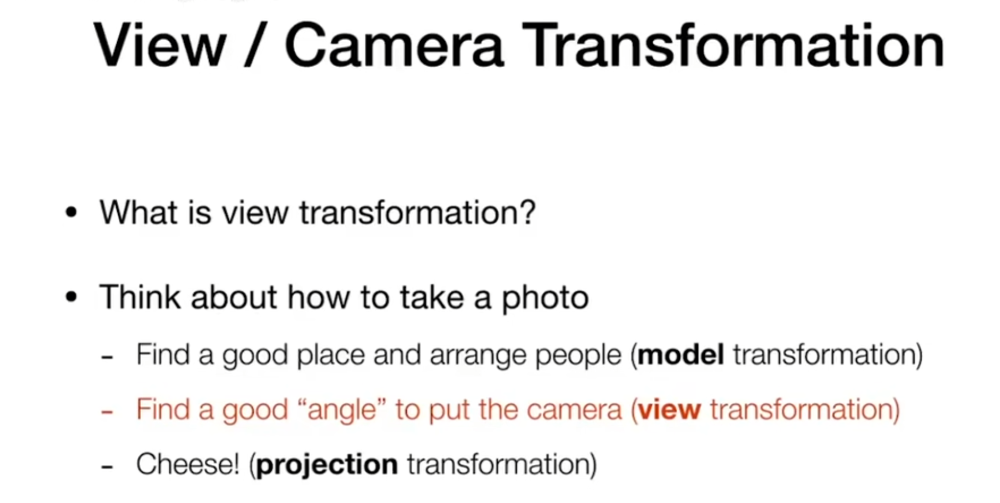 View / Camera Transformation
• What is view transformation?
• Think about how to take a photo
- Find a good place and arrange people (model transformation)
- Find a good “angle” to put the camera (view transformation)
- Cheese! (projection transformation)